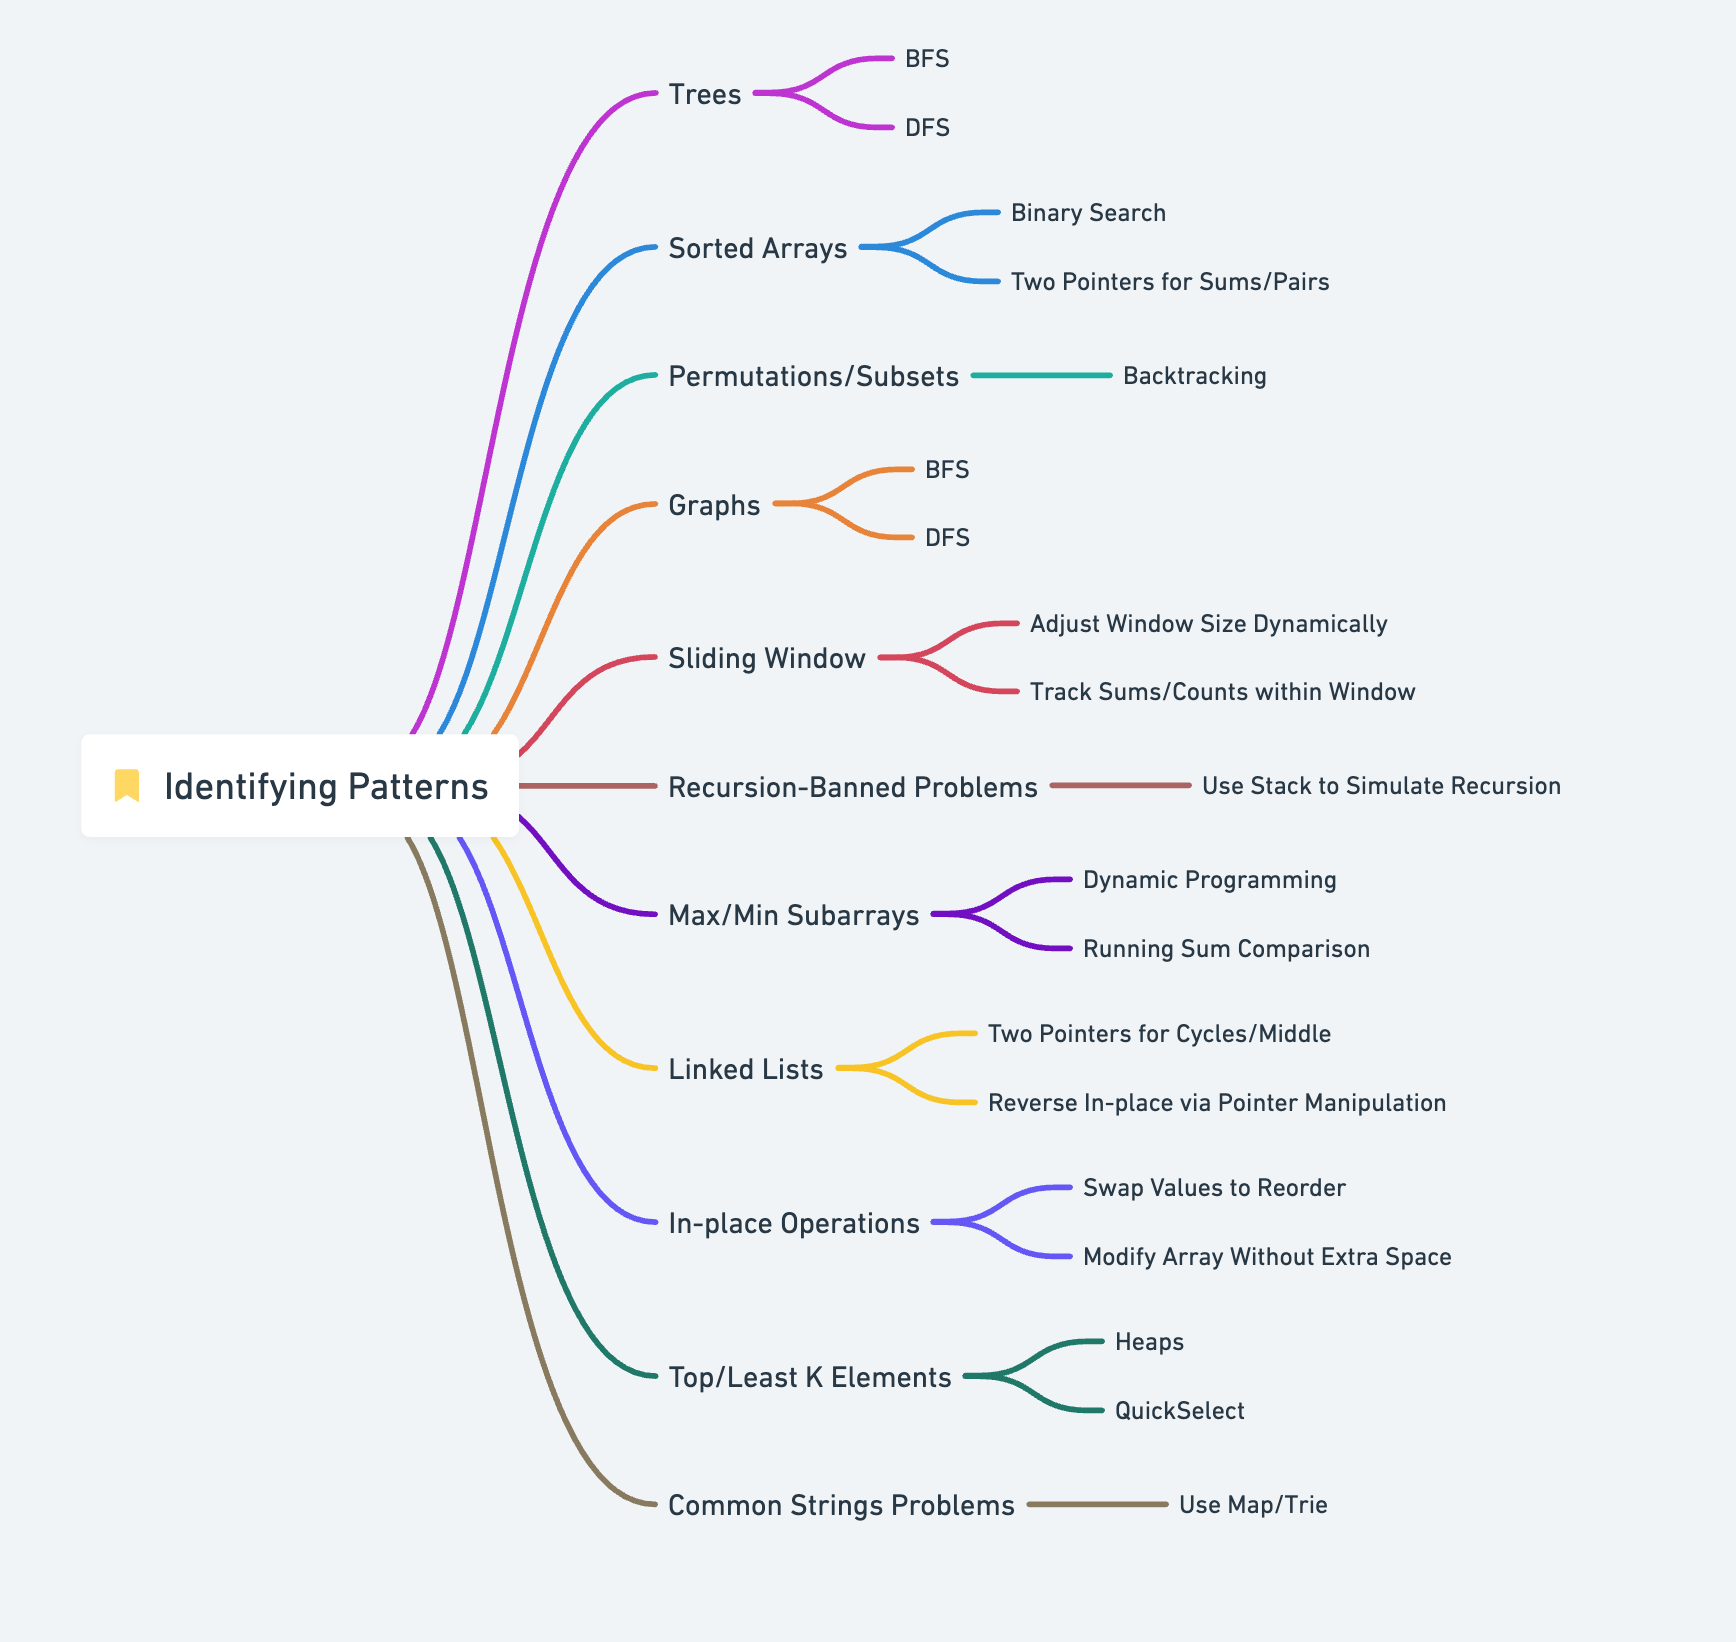 Identifying Patterns
Trees
BFS
DFS
Sorted Arrays
Binary Search
Two Pointers for Sums/Pairs
Permutations/Subsets
Backtracking
Graphs
BFS
DFS
Sliding Window
Adjust Window Size Dynamically
Track Sums/Counts within Window
Recursion-Banned Problems
Use Stack to Simulate Recursion
Max/Min Subarrays
Dynamic Programming
Running Sum Comparison
Linked Lists
Two Pointers for Cycles/Middle
Reverse In-place via Pointer Manipulation
In-place Operations
Swap Values to Reorder
Modify Array Without Extra Space
Top/Least K Elements
Heaps
QuickSelect
Common Strings Problems
Use Map/Trie